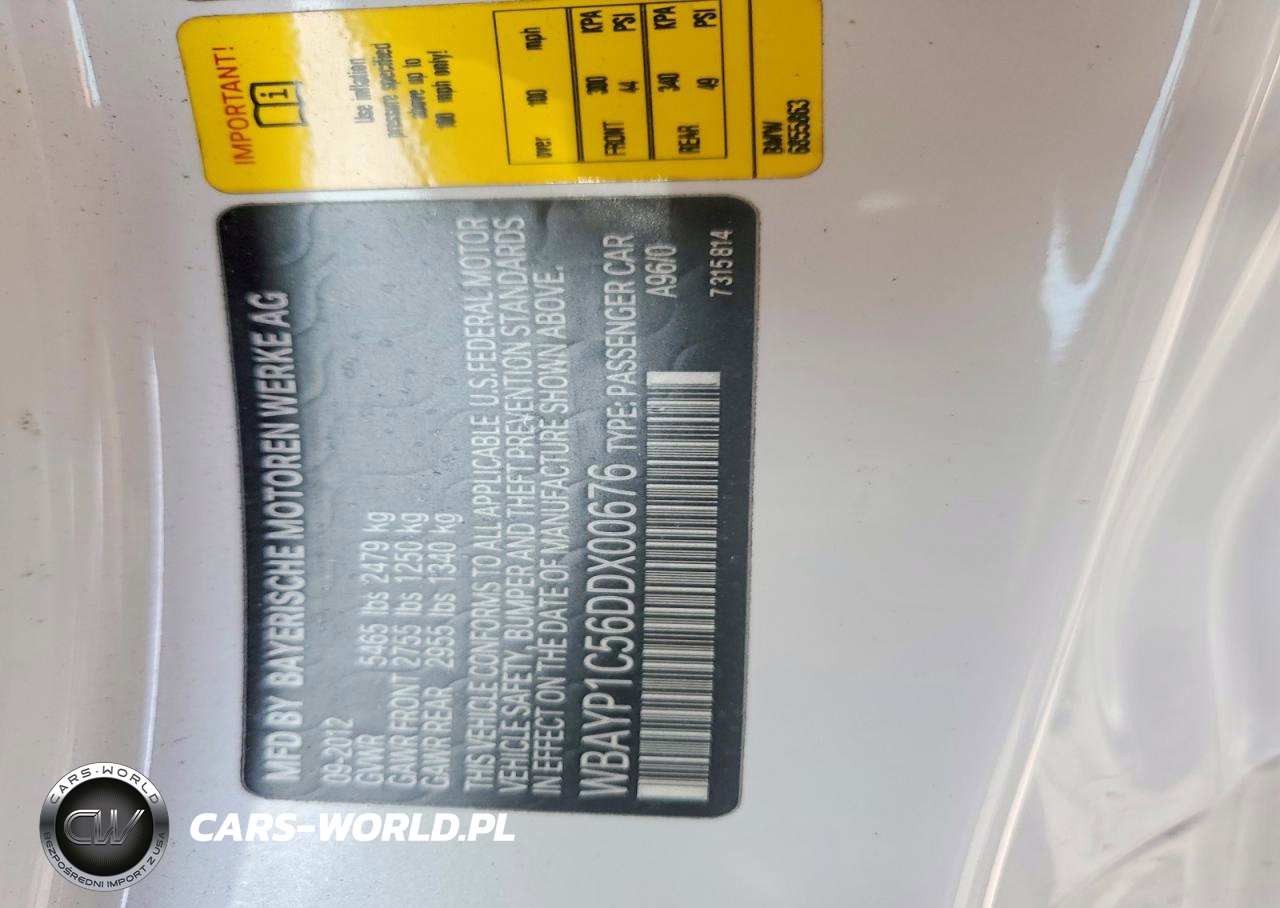 IMPORTANT!
i
Use inflation
pressure specified
above up to
100 mph only!
over 100 mph
FRONT 300 KPA
44 PSI
REAR 340 KPA
49 PSI
BMW
6855863
MFD BY BAYERISCHE MOTOREN WERKE AG
09-2012
GVWR 5465 lbs 2479 kg
GAWR FRONT 2755 lbs 1250 kg
GAWR REAR 2955 lbs 1340 kg
THIS VEHICLE CONFORMS TO ALL APPLICABLE U.S.FEDERAL MOTOR
VEHICLE SAFETY, BUMPER AND THEFT PREVENTION STANDARDS
IN EFFECT ON THE DATE OF MANUFACTURE SHOWN ABOVE.
WBAYP1C56DDX00676 TYPE: PASSENGER CAR
A96/0
7315814
CARS-WORLD
CW
BEZPOŚREDNI IMPORT Z USA
CARS-WORLD.PL